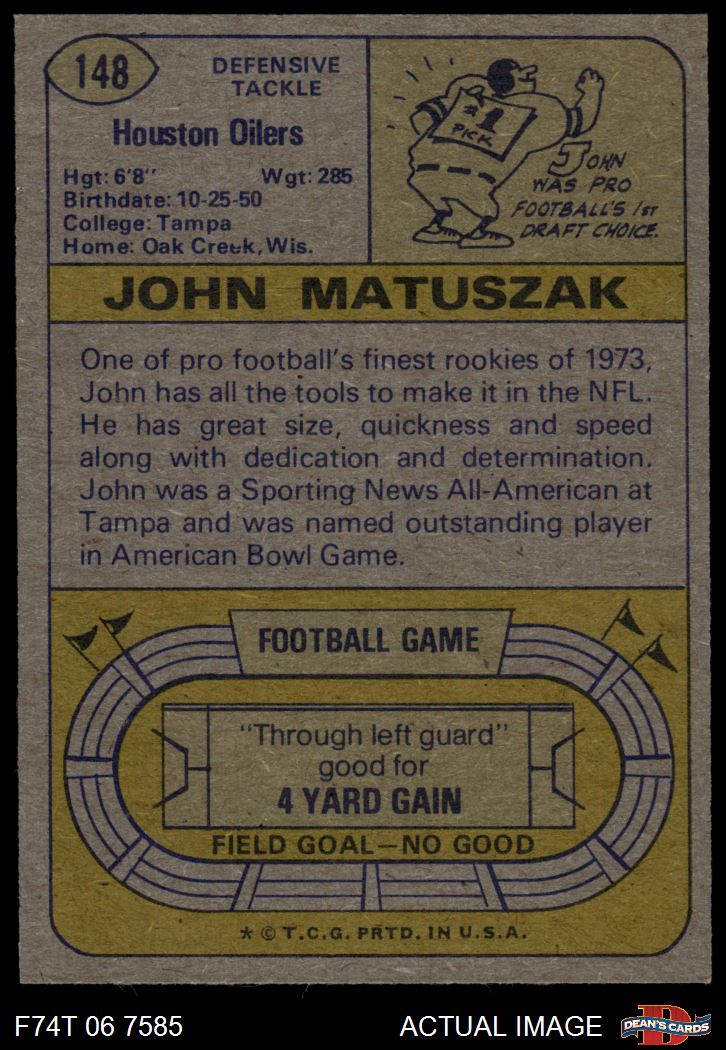 148
DEFENSIVE
TACKLE
Houston Oilers
Hgt: 6'8" Wgt: 285
Birthdate: 10-25-50
College: Tampa
Home: Oak Creek, Wis.
#1
PICK
JOHN
WAS PRO
FOOTBALL'S 1ST
DRAFT CHOICE.
JOHN MATUSZAK
One of pro football's finest rookies of 1973,
John has all the tools to make it in the NFL.
He has great size, quickness and speed
along with dedication and determination.
John was a Sporting News All-American at
Tampa and was named outstanding player
in American Bowl Game.
FOOTBALL GAME
"Through left guard"
good for
4 YARD GAIN
FIELD GOAL—NO GOOD
* © T.C.G. PRTD. IN U.S.A.
F74T 06 7585 ACTUAL IMAGE
D
DEAN'S CARDS